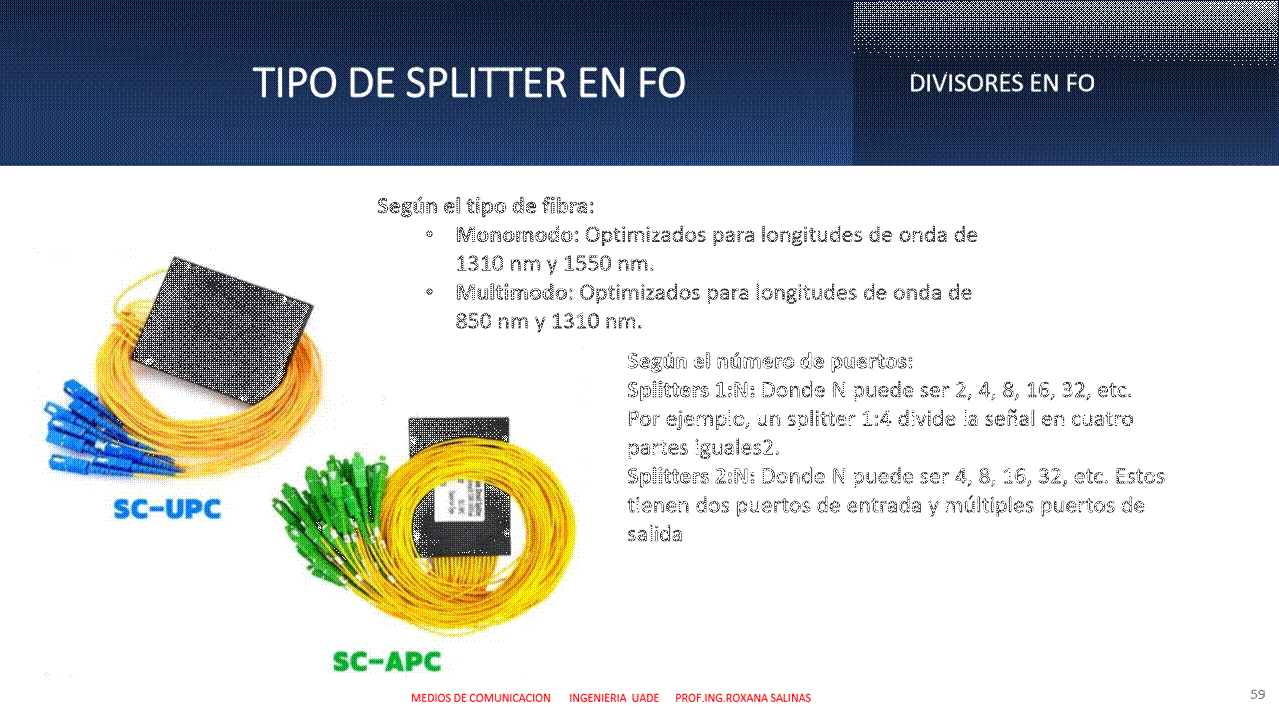 TIPO DE SPLITTER EN FO
DIVISORES EN FO
Según el tipo de fibra:
• Monomodo: Optimizados para longitudes de onda de
1310 nm y 1550 nm.
• Multimodo: Optimizados para longitudes de onda de
850 nm y 1310 nm.
Según el número de puertos:
Splitters 1:N: Donde N puede ser 2, 4, 8, 16, 32, etc.
Por ejemplo, un splitter 1:4 divide la señal en cuatro
partes iguales2.
Splitters 2:N: Donde N puede ser 4, 8, 16, 32, etc. Estos
tienen dos puertos de entrada y múltiples puertos de
salida
SC-UPC
SC-APC
MEDIOS DE COMUNICACION INGENIERIA UADE PROF.ING.ROXANA SALINAS
59